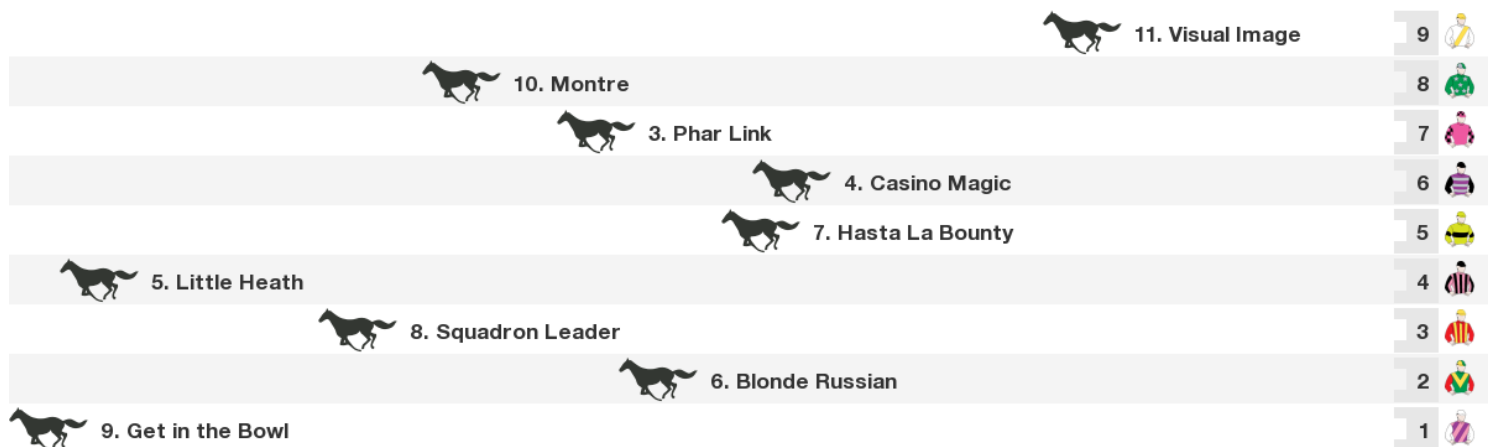 11. Visual Image 9
10. Montre 8
3. Phar Link 7
4. Casino Magic 6
7. Hasta La Bounty 5
5. Little Heath 4
8. Squadron Leader 3
6. Blonde Russian 2
9. Get in the Bowl 1